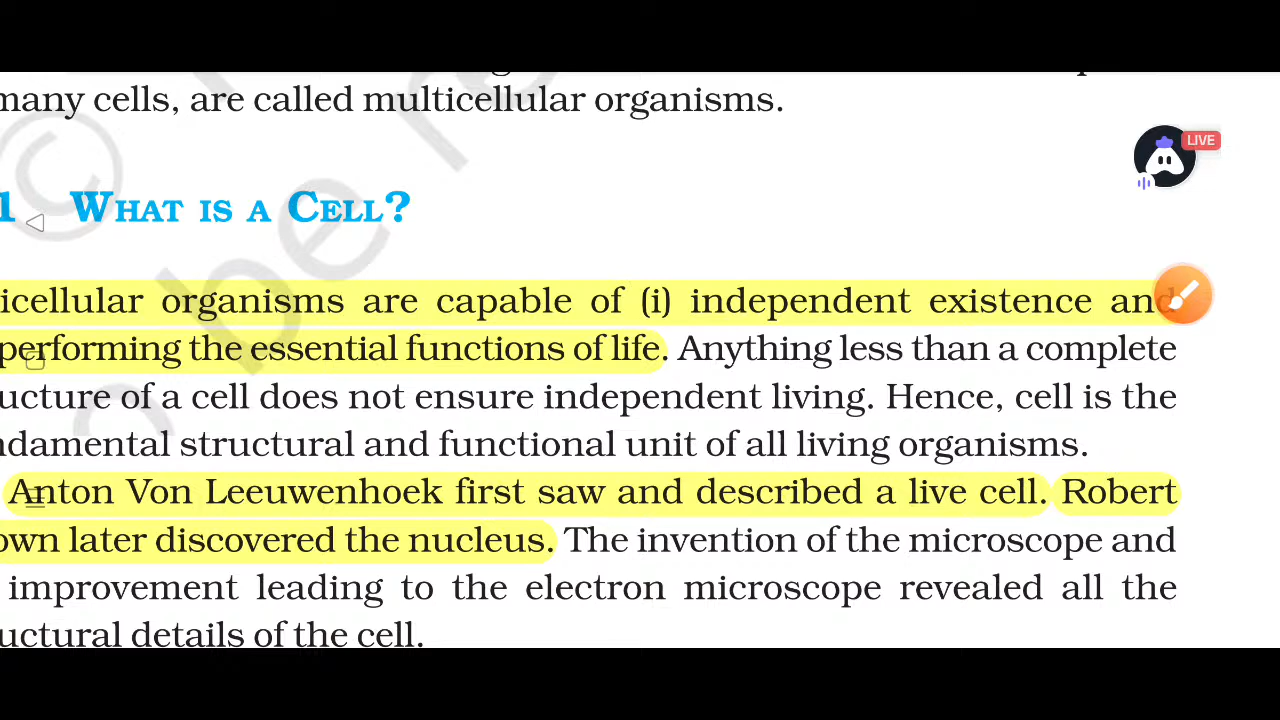 many cells, are called multicellular organisms.
LIVE
1 WHAT IS A CELL?
icellular organisms are capable of (i) independent existence and
performing the essential functions of life. Anything less than a complete
ucture of a cell does not ensure independent living. Hence, cell is the
ndamental structural and functional unit of all living organisms.
Anton Von Leeuwenhoek first saw and described a live cell. Robert
own later discovered the nucleus. The invention of the microscope and
improvement leading to the electron microscope revealed all the
uctural details of the cell.